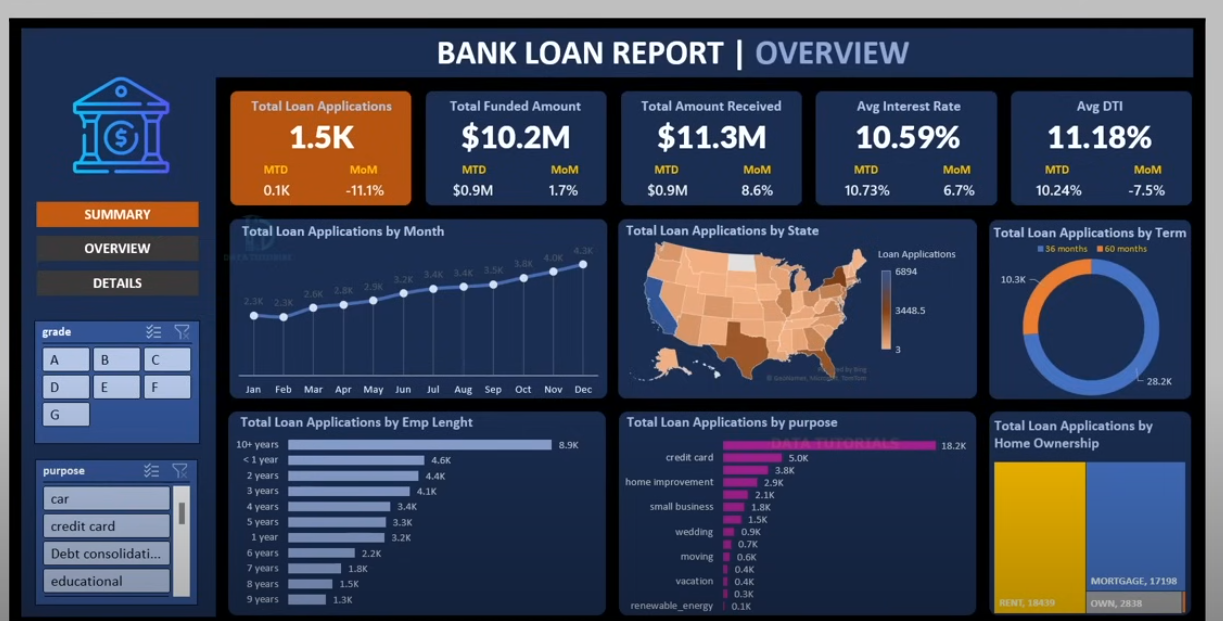 BANK LOAN REPORT | OVERVIEW
Total Loan Applications
1.5K
MTD MoM
0.1K -11.1%
Total Funded Amount
$10.2M
MTD MoM
$0.9M 1.7%
Total Amount Received
$11.3M
MTD MoM
$0.9M 8.6%
Avg Interest Rate
10.59%
MTD MoM
10.73% 6.7%
Avg DTI
11.18%
MTD MoM
10.24% -7.5%
SUMMARY
OVERVIEW
DETAILS
grade
A B C
D E F
G
purpose
car
credit card
Debt consolidati...
educational
Total Loan Applications by Month
2.3K 2.3K 2.6K 2.8K 2.9K 3.2K 3.4K 3.4K 3.5K 3.8K 4.0K 4.3K
Jan Feb Mar Apr May Jun Jul Aug Sep Oct Nov Dec
DATA TUTORIALS
Total Loan Applications by State
Loan Applications
6894
3448.5
3
Total Loan Applications by Term
36 months 60 months
10.3K
28.2K
Total Loan Applications by Emp Lenght
10+ years 8.9K
< 1 year 4.6K
2 years 4.4K
3 years 4.1K
4 years 3.4K
5 years 3.3K
1 year 3.2K
6 years 2.2K
7 years 1.8K
8 years 1.5K
9 years 1.3K
Total Loan Applications by purpose
DATA TUTORIALS
18.2K
credit card 5.0K
3.8K
home improvement 2.9K
2.1K
small business 1.8K
1.5K
wedding 0.9K
0.7K
moving 0.6K
0.4K
vacation 0.4K
0.3K
renewable_energy 0.1K
Total Loan Applications by
Home Ownership
MORTGAGE, 17198
RENT, 18439
OWN, 2838